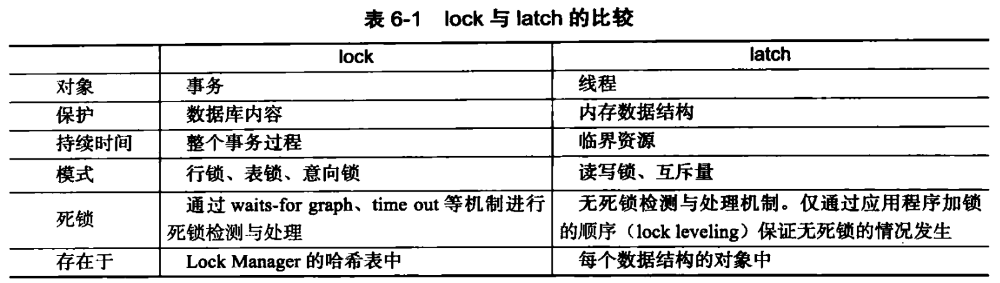 表 6-1 lock 与 latch 的比较
lock latch
对象 事务 线程
保护 数据库内容 内存数据结构
持续时间 整个事务过程 临界资源
模式 行锁、表锁、意向锁 读写锁、互斥量
死锁 通过 waits-for graph、time out 等机制进行 无死锁检测与处理机制。仅通过应用程序加锁
死锁检测与处理 的顺序（lock leveling）保证无死锁的情况发生
存在于 Lock Manager 的哈希表中 每个数据结构的对象中